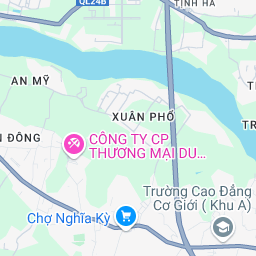 QL24B
TỊNH HÀ
AN MỸ
XUÂN PHỔ
ĐÔNG
CÔNG TY CP
THƯƠNG MẠI DU...
Trường Cao Đẳng
Cơ Giới ( Khu A)
Chợ Nghĩa Kỳ